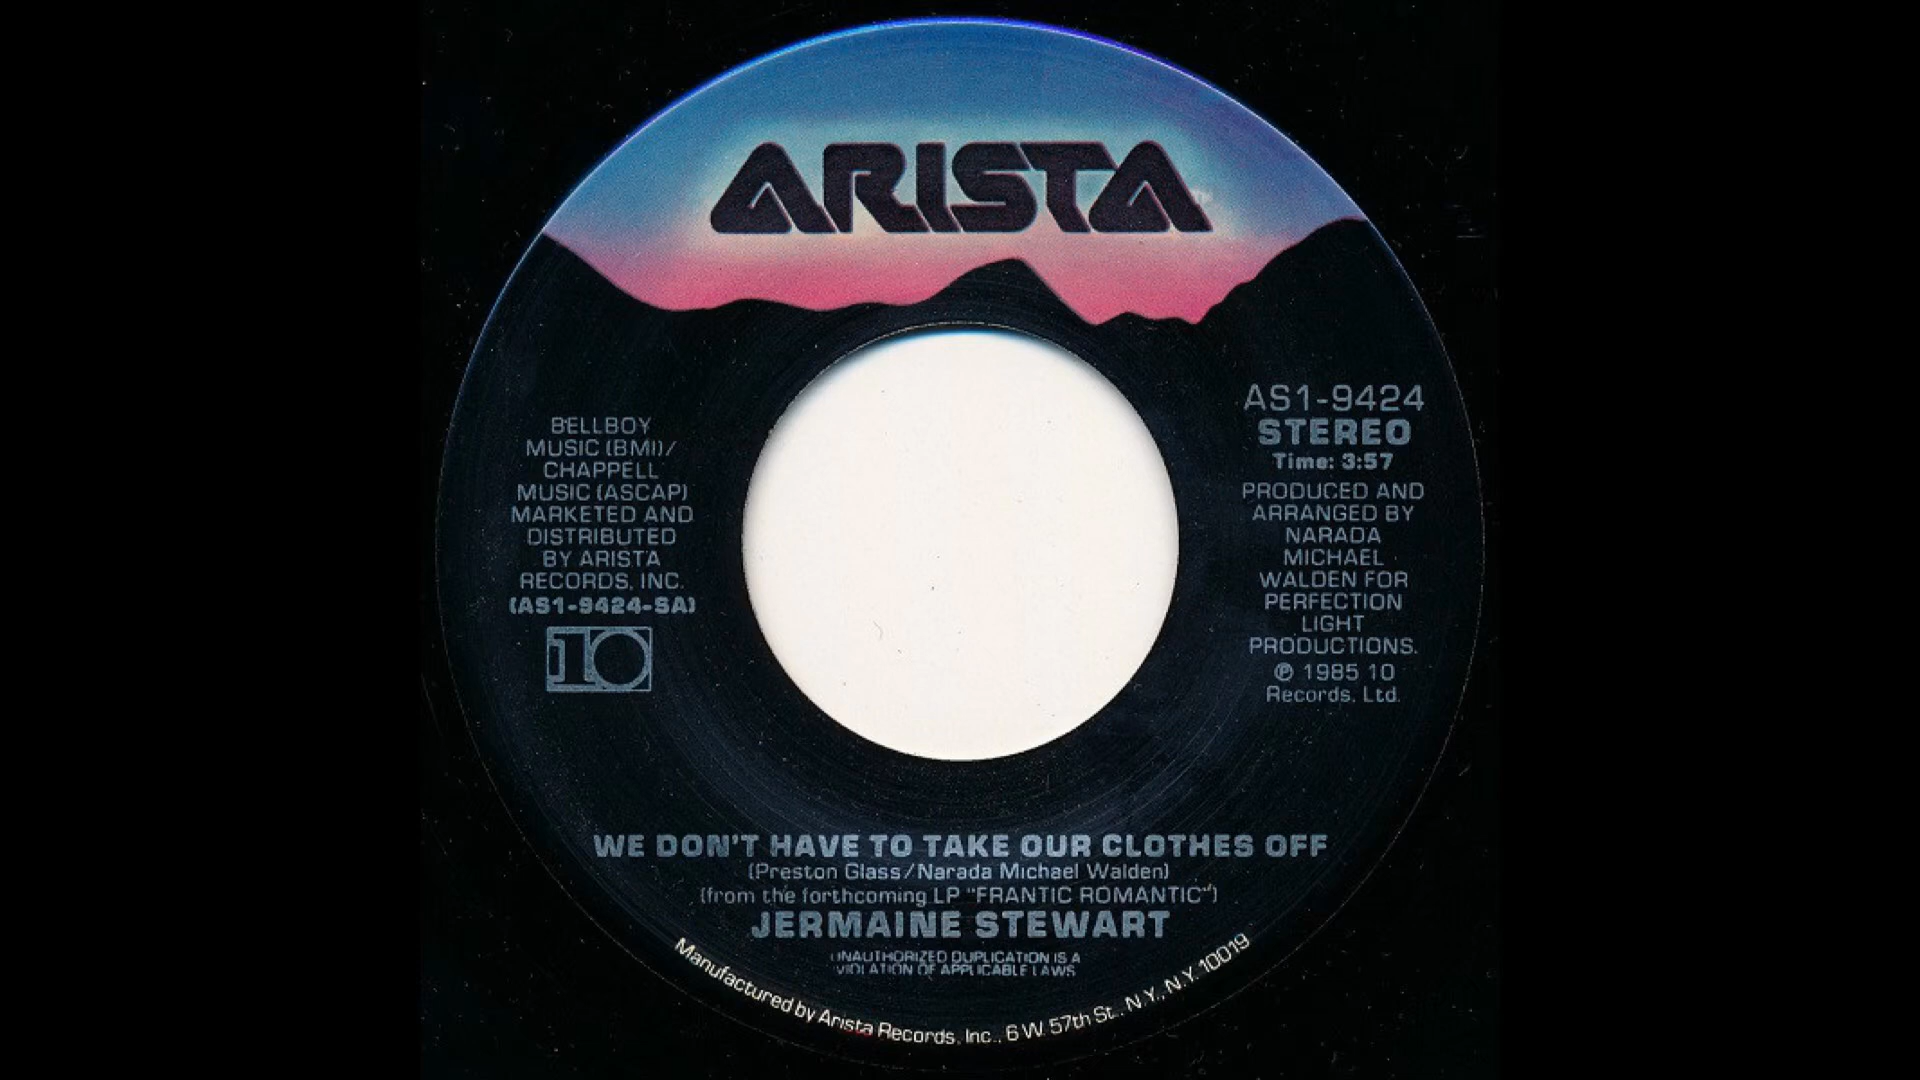 ARISTA
BELLBOY
MUSIC (BMI)/
CHAPPELL
MUSIC (ASCAP)
MARKETED AND
DISTRIBUTED
BY ARISTA
RECORDS, INC.
(AS1-9424-SA)
10
AS1-9424
STEREO
Time: 3:57
PRODUCED AND
ARRANGED BY
NARADA
MICHAEL
WALDEN FOR
PERFECTION
LIGHT
PRODUCTIONS.
℗ 1985 10
Records, Ltd.
WE DON'T HAVE TO TAKE OUR CLOTHES OFF
(Preston Glass/Narada Michael Walden)
(from the forthcoming LP "FRANTIC ROMANTIC")
JERMAINE STEWART
UNAUTHORIZED DUPLICATION IS A
VIOLATION OF APPLICABLE LAWS
Manufactured by Arista Records, Inc., 6 W. 57th St., N.Y., N.Y. 10019